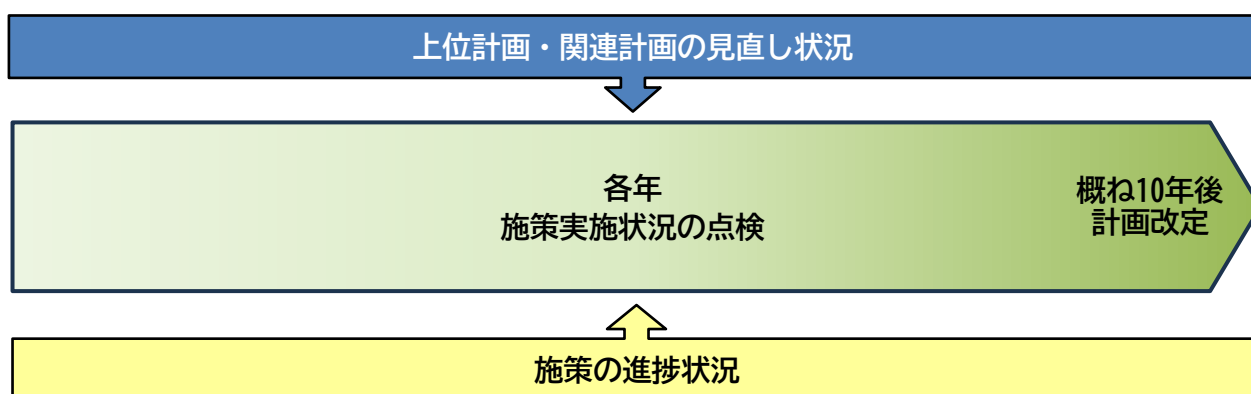 上位計画・関連計画の見直し状況
各年
施策実施状況の点検
概ね10年後
計画改定
施策の進捗状況